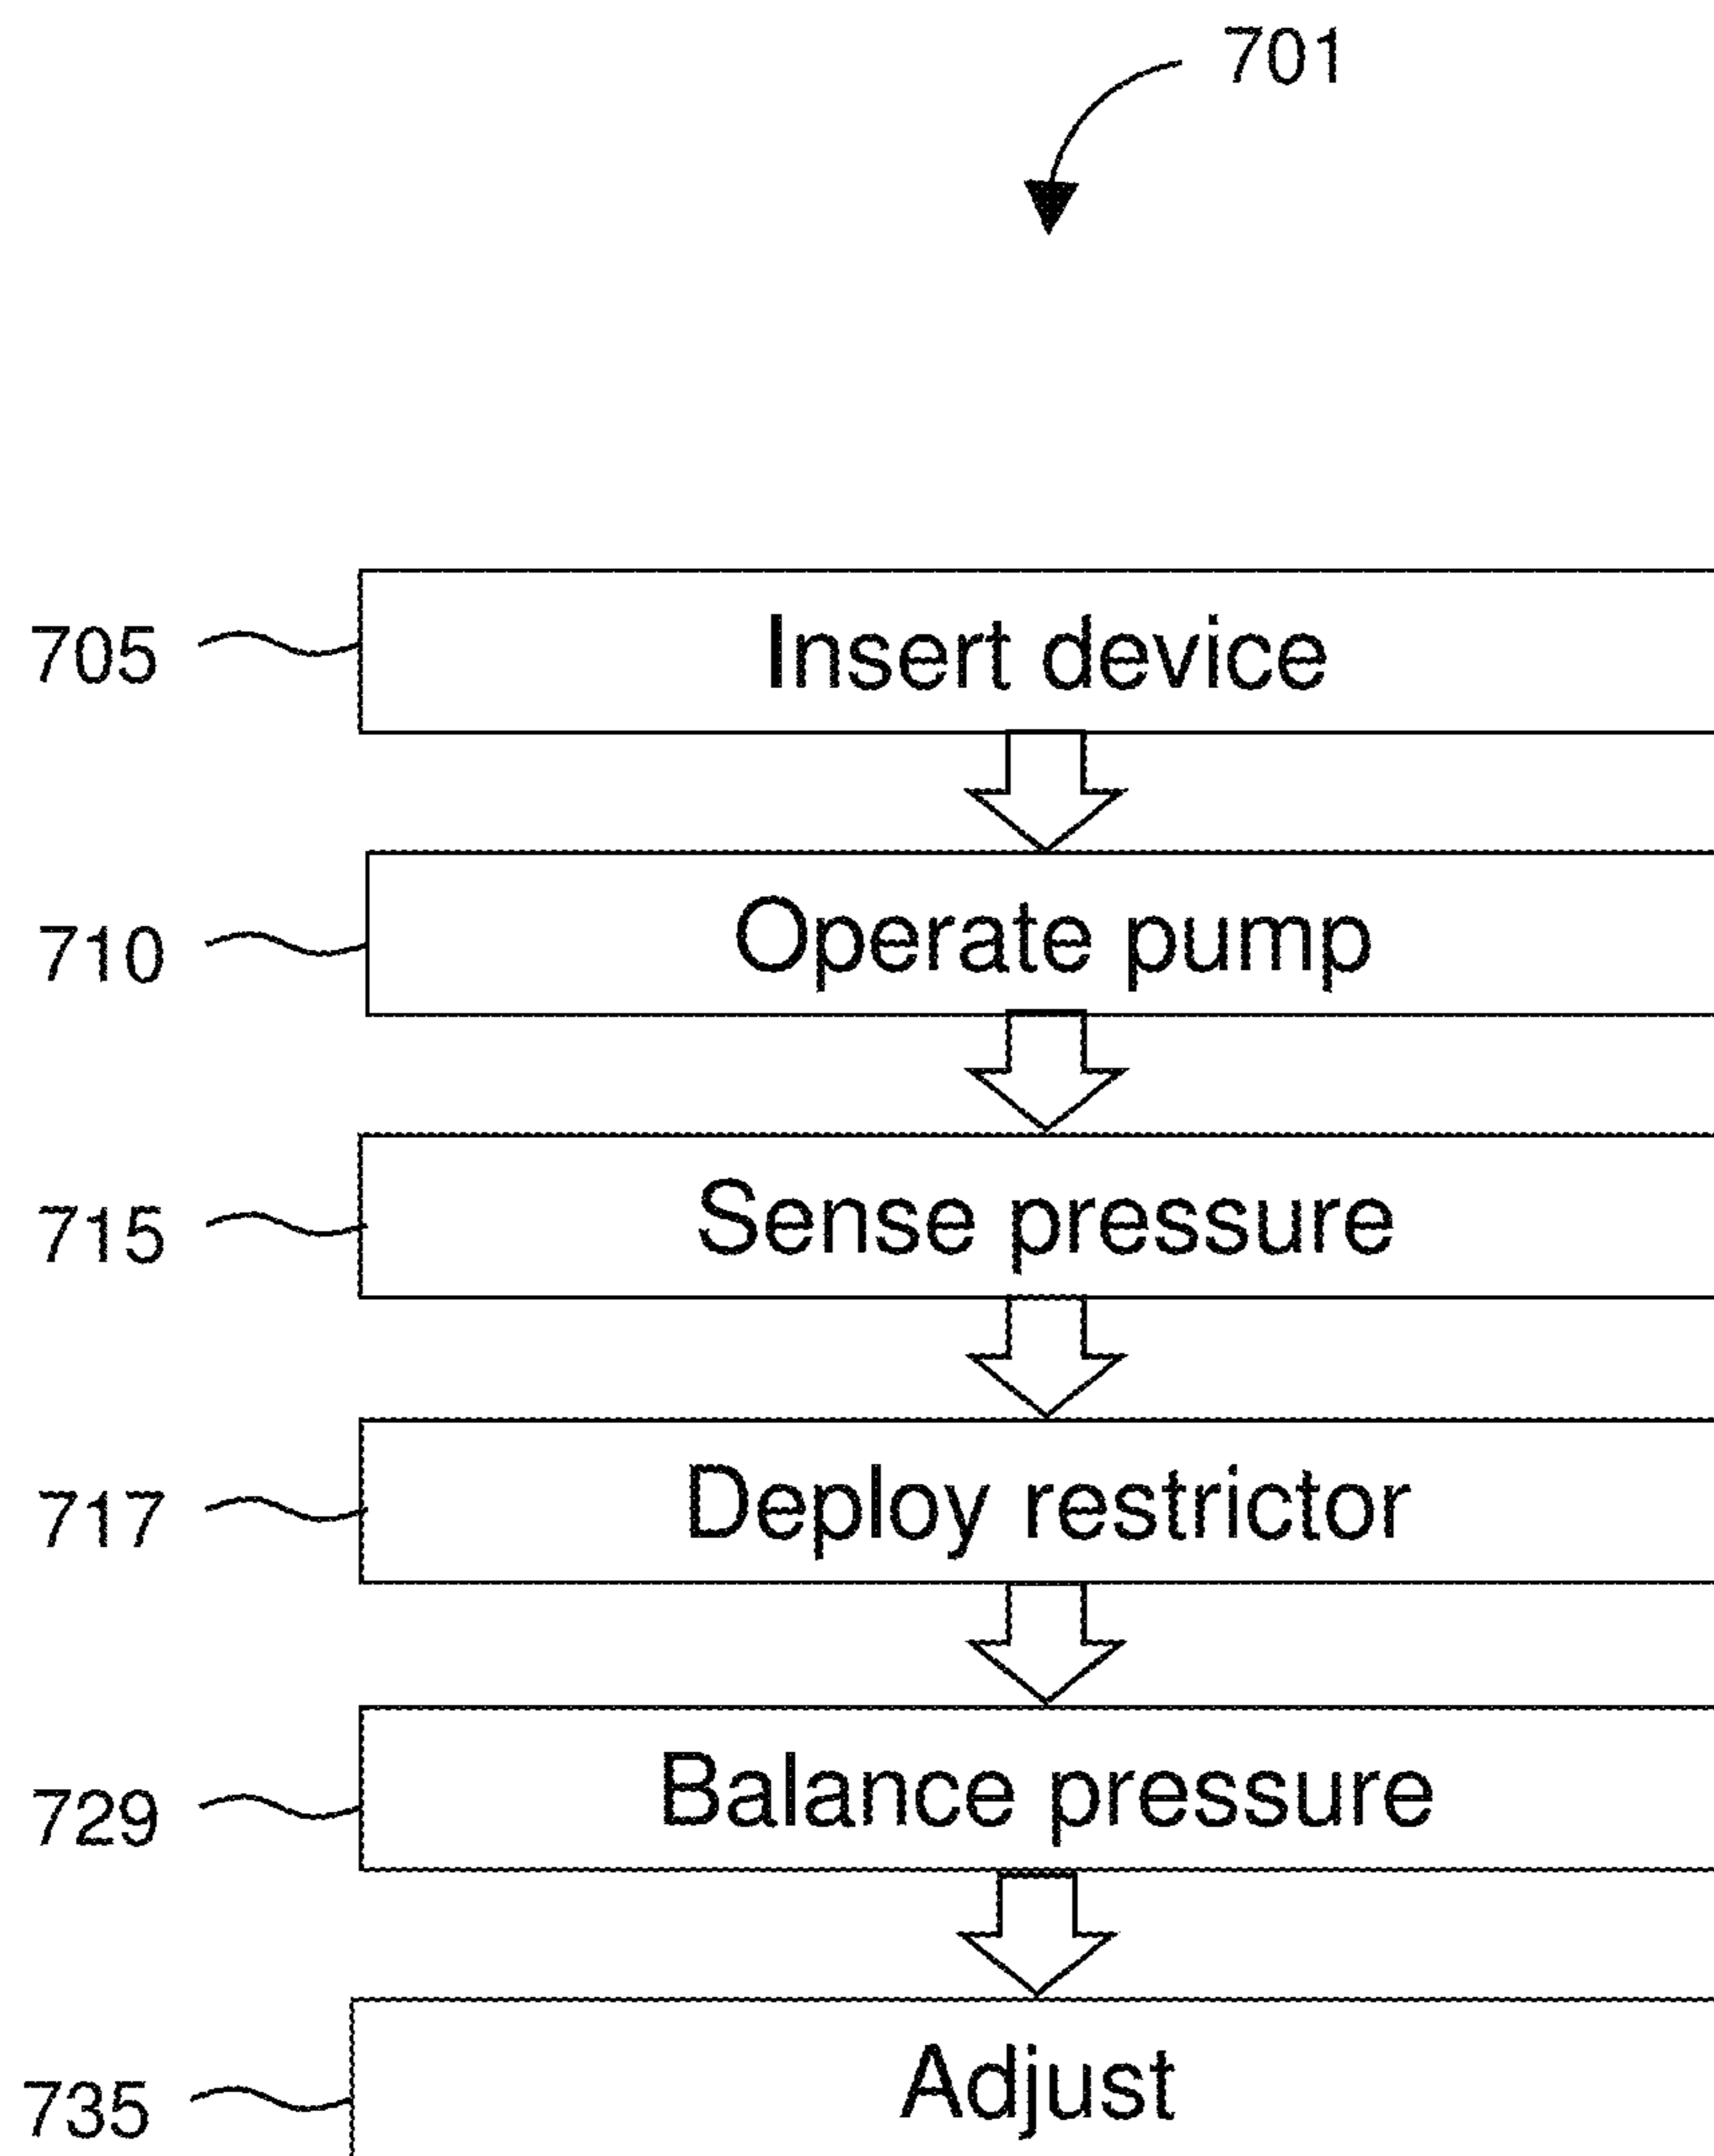 701
705 Insert device
710 Operate pump
715 Sense pressure
717 Deploy restrictor
729 Balance pressure
735 Adjust